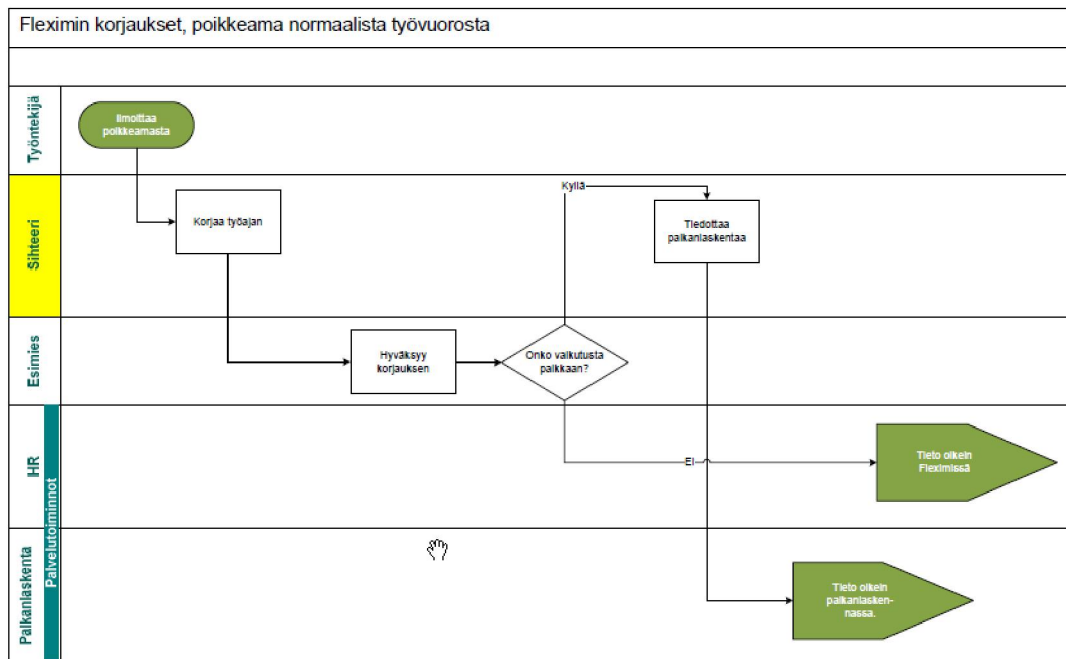 Fleximin korjaukset, poikkeama normaalista työvuorosta
Työntekijä
Ilmoittaa
poikkeamasta
Sihteeri
Korjaa työajan
Kyllä
Tiedottaa
palkanlaskentaa
Esimies
Hyväksyy
korjauksen
Onko vaikutusta
palkkaan?
HR
Palvelutoiminnot
Ei
Tieto oikein
Fleximissä
Palkanlaskenta
Tieto oikein
palkanlasken-
nassa.